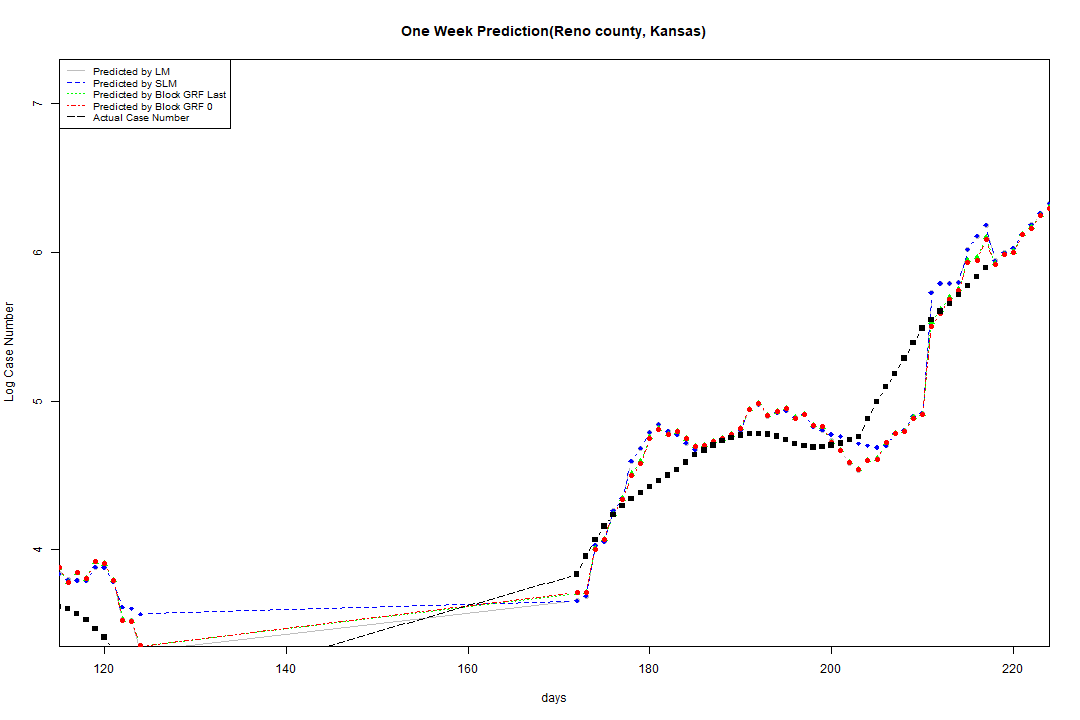 One Week Prediction(Reno county, Kansas)
Predicted by LM
Predicted by SLM
Predicted by Block GRF Last
Predicted by Block GRF 0
Actual Case Number
7
6
5
4
Log Case Number
120 140 160 180 200 220
days